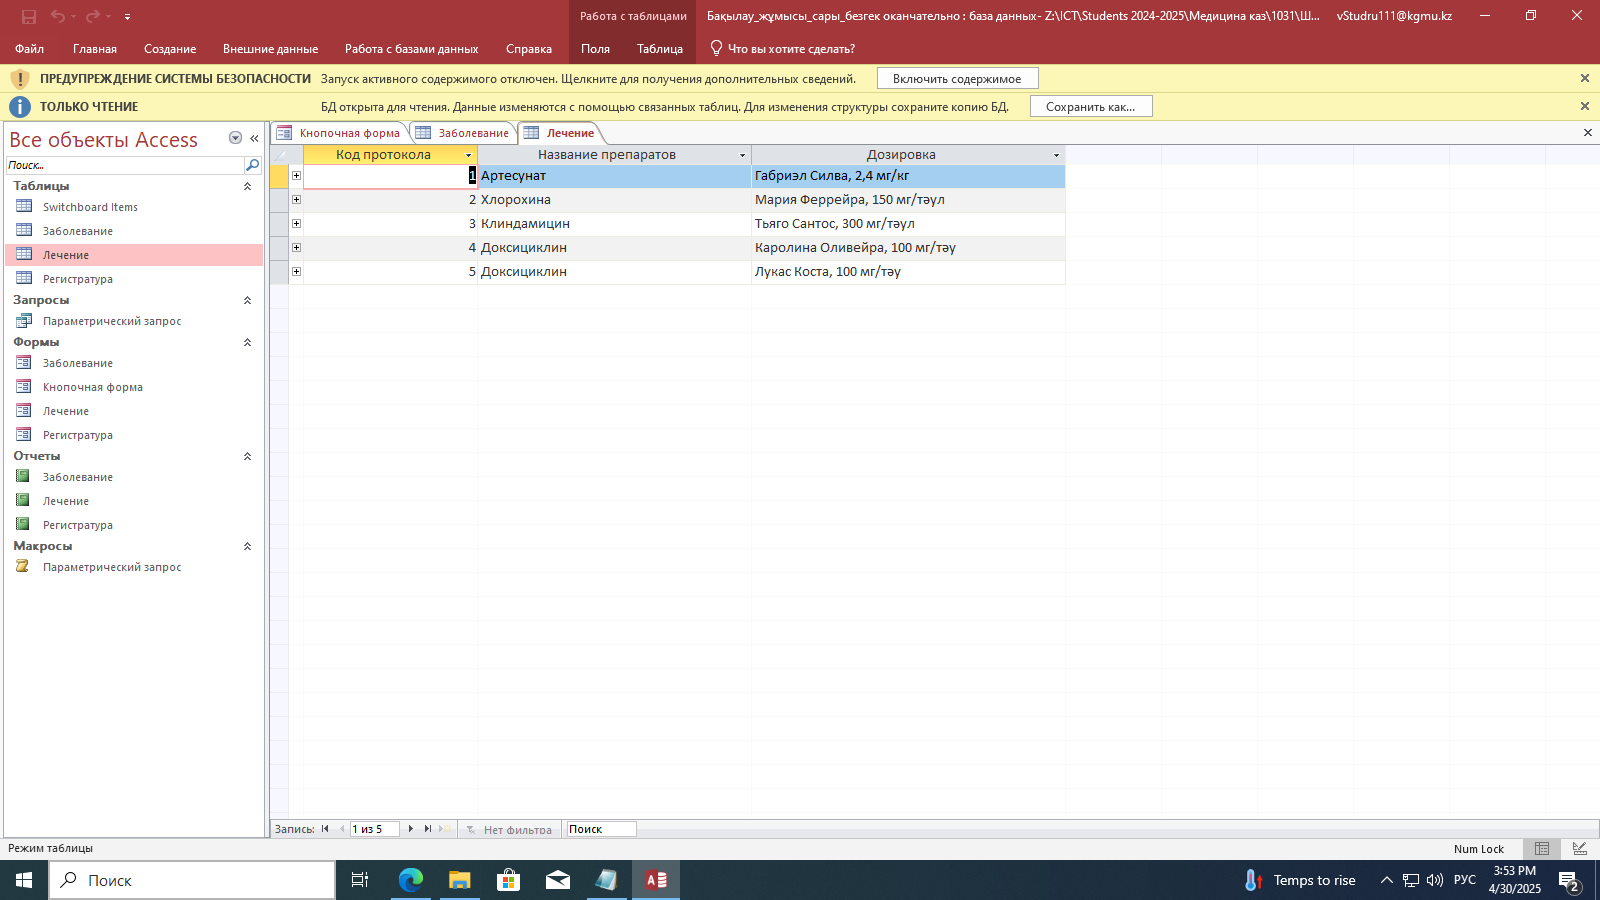 Работа с таблицами
Бақылау_жұмысы_сары_безгек оканчательно : база данных- Z:\ICT\Students 2024-2025\Медицина каз\1031\Ш...
vStudru111@kgmu.kz
Файл Главная Создание Внешние данные Работа с базами данных Справка Поля Таблица Что вы хотите сделать?
ПРЕДУПРЕЖДЕНИЕ СИСТЕМЫ БЕЗОПАСНОСТИ Запуск активного содержимого отключен. Щелкните для получения дополнительных сведений. Включить содержимое
ТОЛЬКО ЧТЕНИЕ БД открыта для чтения. Данные изменяются с помощью связанных таблиц. Для изменения структуры сохраните копию БД. Сохранить как...
Все объекты Access
Поиск...
Таблицы
Switchboard Items
Заболевание
Лечение
Регистратура
Запросы
Параметрический запрос
Формы
Заболевание
Кнопочная форма
Лечение
Регистратура
Отчеты
Заболевание
Лечение
Регистратура
Макросы
Параметрический запрос
Кнопочная форма Заболевание Лечение
Код протокола Название препаратов Дозировка
1 Артесунат Габриэл Силва, 2,4 мг/кг
2 Хлорохина Мария Феррейра, 150 мг/тәул
3 Клиндамицин Тьяго Сантос, 300 мг/тәул
4 Доксициклин Каролина Оливейра, 100 мг/тәу
5 Доксициклин Лукас Коста, 100 мг/тәу
Запись: 1 из 5 Нет фильтра Поиск
Режим таблицы
Num Lock
Поиск
Temps to rise
РУС
3:53 PM
4/30/2025
2